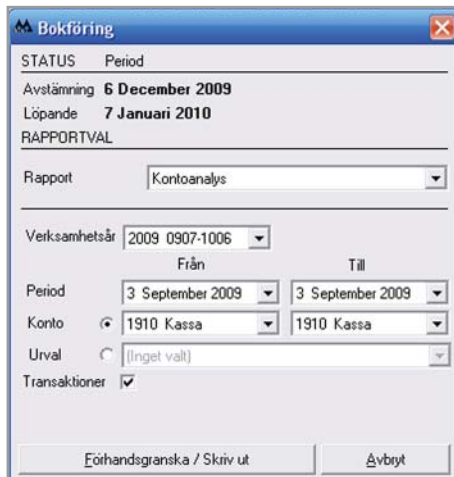 Bokföring
STATUS Period
Avstämning 6 December 2009
Löpande 7 Januari 2010
RAPPORTVAL
Rapport Kontoanalys
Verksamhetsår 2009 0907-1006
Från Till
Period 3 September 2009 3 September 2009
Konto 1910 Kassa 1910 Kassa
Urval (Inget valt)
Transaktioner
Förhandsgranska / Skriv ut Avbryt